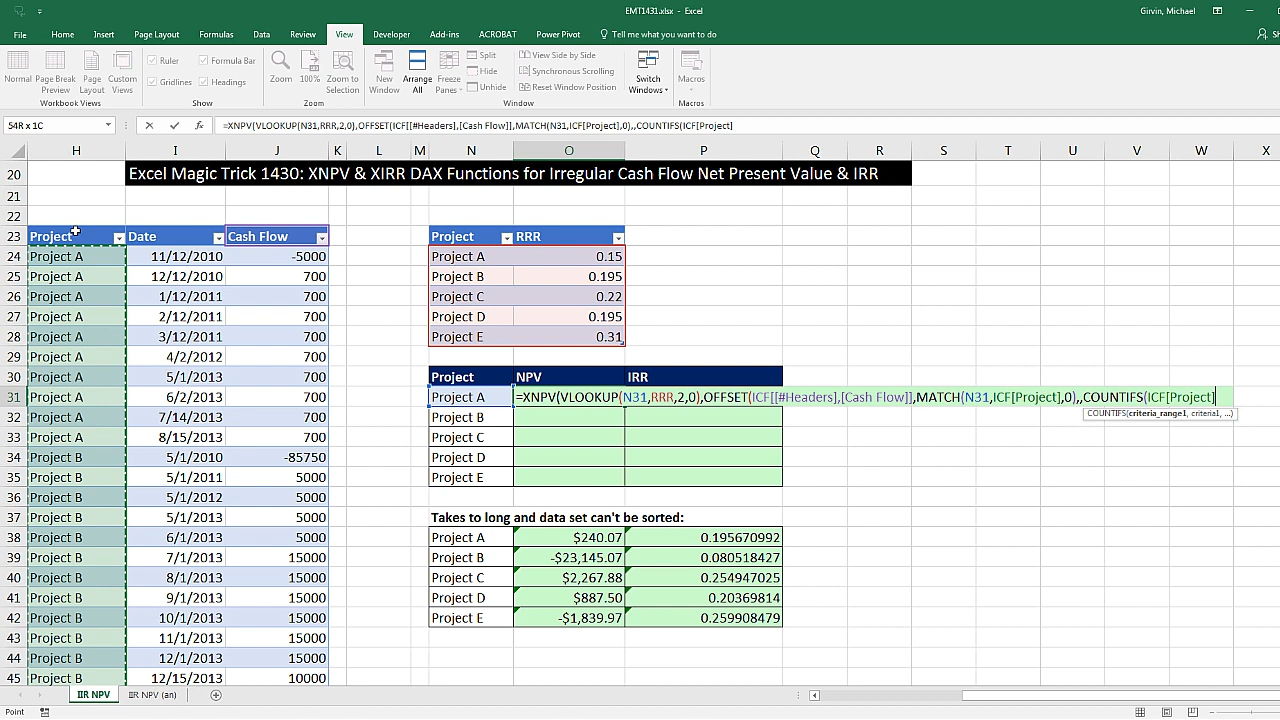 EMT1431.xlsx - Excel
Girvin, Michael
File Home Insert Page Layout Formulas Data Review View Developer Add-ins ACROBAT Power Pivot Tell me what you want to do
Normal Page Break Preview Page Layout Custom Views
Ruler Formula Bar
Gridlines Headings
Zoom 100% Zoom to Selection
New Window Arrange All Freeze Panes
Split
Hide
Unhide
View Side by Side
Synchronous Scrolling
Reset Window Position
Switch Windows
Macros
Workbook Views Show Zoom Window Macros
54R x 1C
fx
=XNPV(VLOOKUP(N31,RRR,2,0),OFFSET(ICF[[#Headers],[Cash Flow]],MATCH(N31,ICF[Project],0),,COUNTIFS(ICF[Project]
H I J K L M N O P Q R S T U V W X
20 Excel Magic Trick 1430: XNPV & XIRR DAX Functions for Irregular Cash Flow Net Present Value & IRR
21
22
23 Project Date Cash Flow Project RRR
24 Project A 11/12/2010 -5000 Project A 0.15
25 Project A 12/12/2010 700 Project B 0.195
26 Project A 1/12/2011 700 Project C 0.22
27 Project A 2/12/2011 700 Project D 0.195
28 Project A 3/12/2011 700 Project E 0.31
29 Project A 4/2/2012 700
30 Project A 5/1/2013 700 Project NPV IRR
31 Project A 6/2/2013 700 Project A =XNPV(VLOOKUP(N31,RRR,2,0),OFFSET(ICF[[#Headers],[Cash Flow]],MATCH(N31,ICF[Project],0),,COUNTIFS(ICF[Project]
COUNTIFS(criteria_range1, criteria1, ...)
32 Project A 7/14/2013 700 Project B
33 Project A 8/15/2013 700 Project C
34 Project B 5/1/2010 -85750 Project D
35 Project B 5/1/2011 5000 Project E
36 Project B 5/1/2012 5000
37 Project B 5/1/2013 5000 Takes to long and data set can't be sorted:
38 Project B 6/1/2013 5000 Project A $240.07 0.195670992
39 Project B 7/1/2013 15000 Project B -$23,145.07 0.080518427
40 Project B 8/1/2013 15000 Project C $2,267.88 0.254947025
41 Project B 9/1/2013 15000 Project D $887.50 0.20369814
42 Project B 10/1/2013 15000 Project E -$1,839.97 0.259908479
43 Project B 11/1/2013 15000
44 Project B 12/1/2013 15000
45 Project B 12/15/2013 10000
IIR NPV IIR NPV (an)
Point